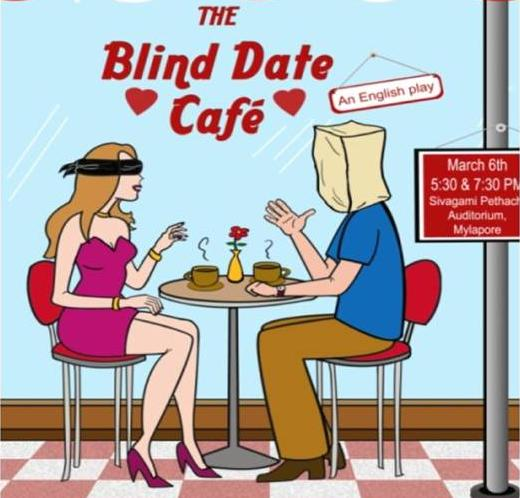 THE
Blind Date
Café
An English play
March 6th
5:30 & 7:30 PM
Sivagami Pethach
Auditorium,
Mylapore